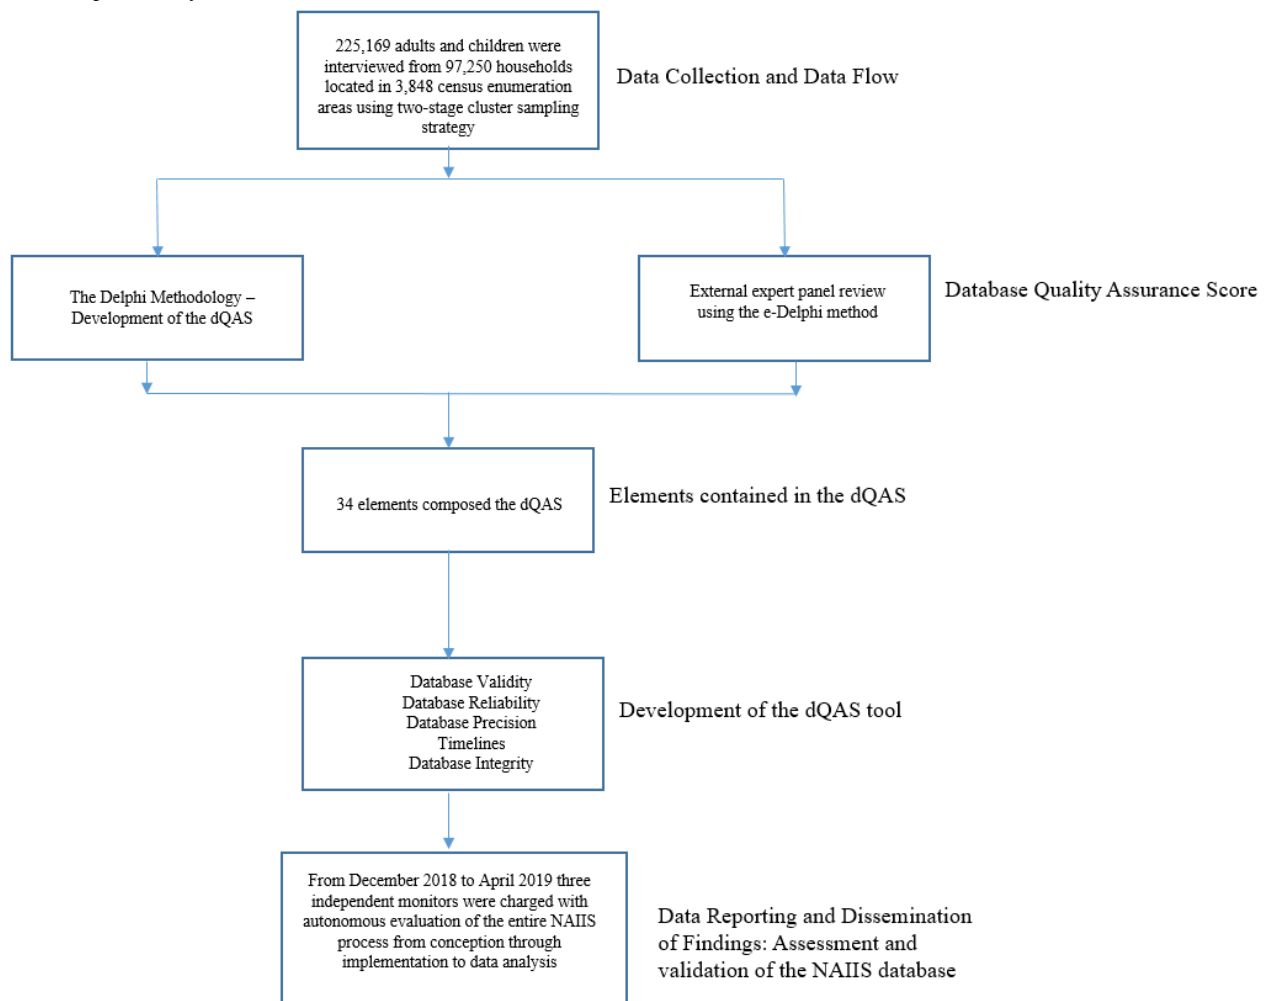 225,169 adults and children were
interviewed from 97,250 households
located in 3,848 census enumeration
areas using two-stage cluster sampling
strategy
Data Collection and Data Flow
The Delphi Methodology –
Development of the dQAS
External expert panel review
using the e-Delphi method
Database Quality Assurance Score
34 elements composed the dQAS
Elements contained in the dQAS
Database Validity
Database Reliability
Database Precision
Timelines
Database Integrity
Development of the dQAS tool
From December 2018 to April 2019 three
independent monitors were charged with
autonomous evaluation of the entire NAIIS
process from conception through
implementation to data analysis
Data Reporting and Dissemination
of Findings: Assessment and
validation of the NAIIS database